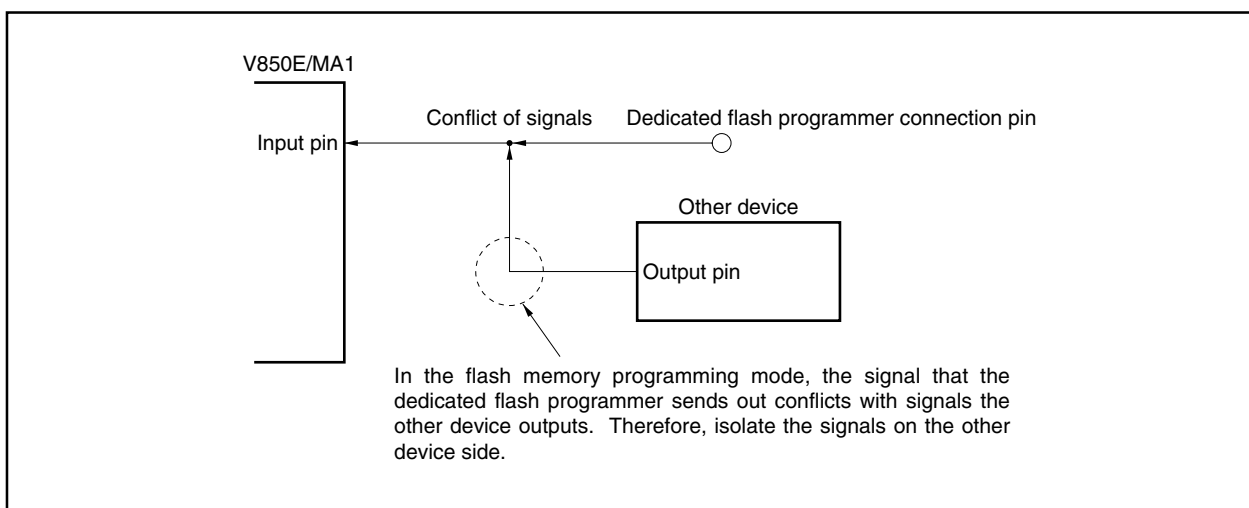 V850E/MA1
Conflict of signals
Dedicated flash programmer connection pin
Input pin
Other device
Output pin
In the flash memory programming mode, the signal that the
dedicated flash programmer sends out conflicts with signals the
other device outputs. Therefore, isolate the signals on the other
device side.